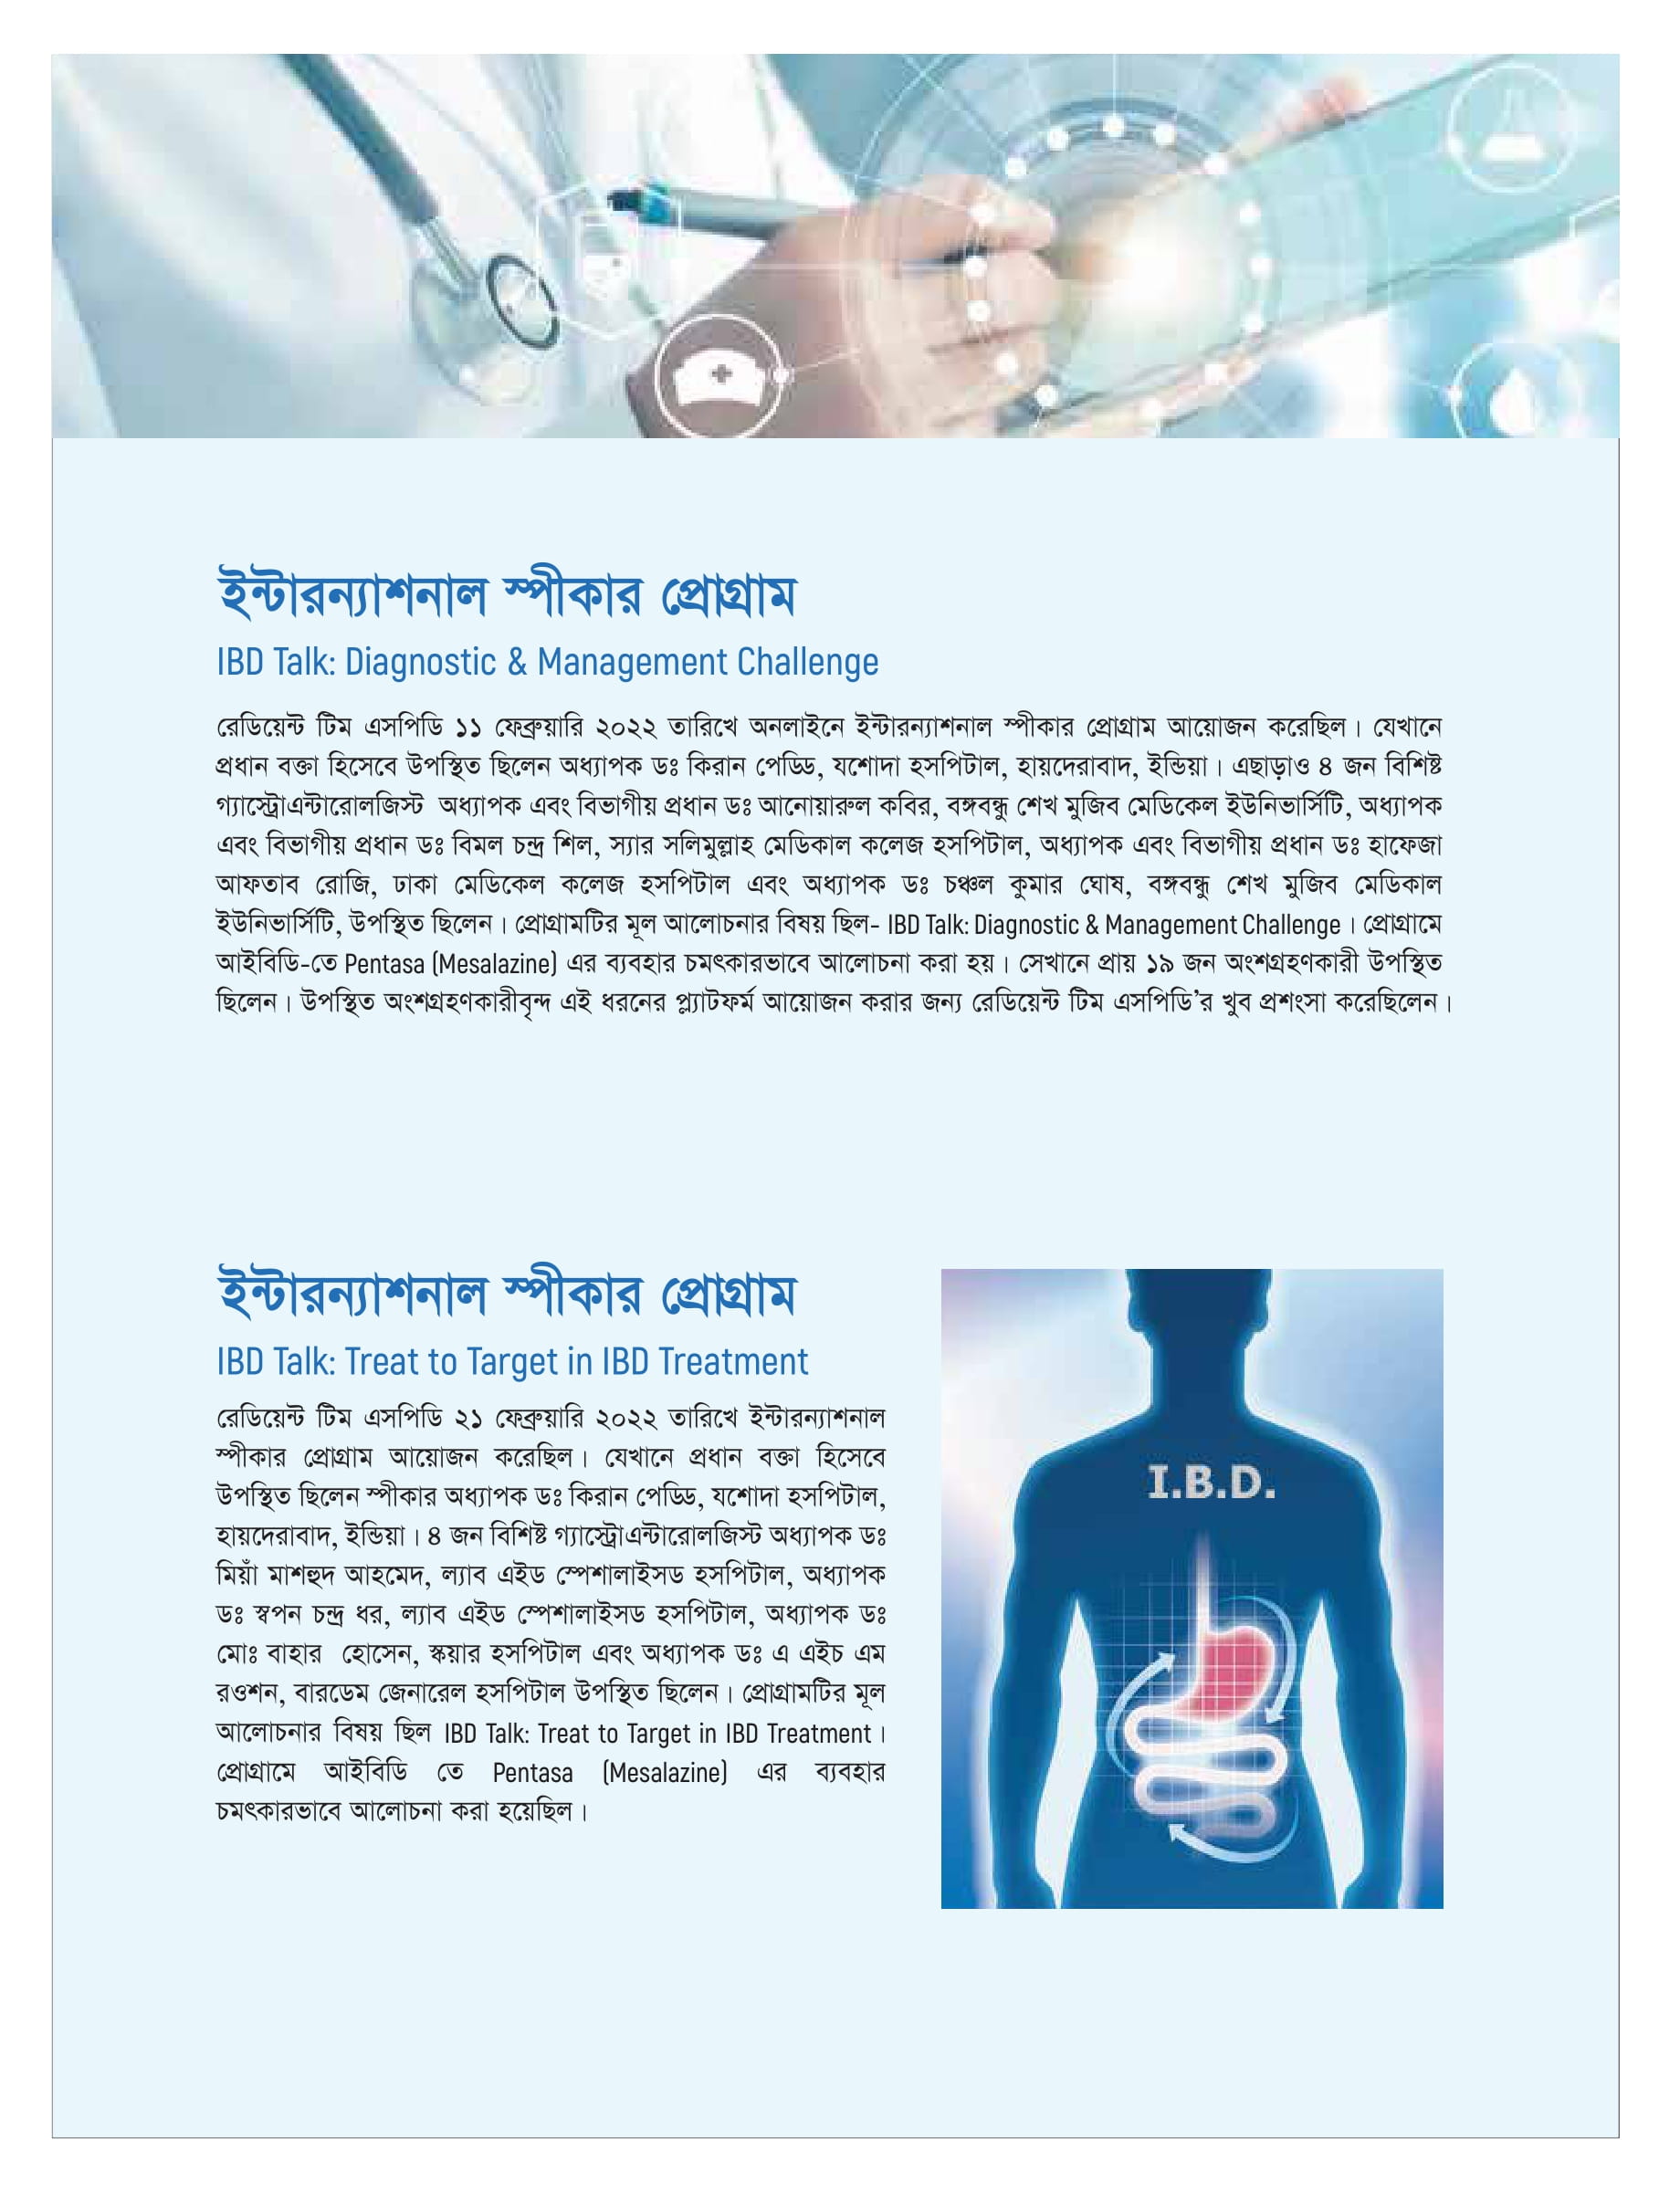 ইন্টারন্যাশনাল স্পীকার প্রোগ্রাম
IBD Talk: Diagnostic & Management Challenge
রেডিয়েন্ট টিম এসপিডি ১১ ফেব্রুয়ারি ২০২২ তারিখে অনলাইনে ইন্টারন্যাশনাল স্পীকার প্রোগ্রাম আয়োজন করেছিল। যেখানে
প্রধান বক্তা হিসেবে উপস্থিত ছিলেন অধ্যাপক ডঃ কিরান পেড্ডি, যশোদা হসপিটাল, হায়দেরাবাদ, ইন্ডিয়া। এছাড়াও ৪ জন বিশিষ্ট
গ্যাস্ট্রোএন্টারোলজিস্ট অধ্যাপক এবং বিভাগীয় প্রধান ডঃ আনোয়ারুল কবির, বঙ্গবন্ধু শেখ মুজিব মেডিকেল ইউনিভার্সিটি, অধ্যাপক
এবং বিভাগীয় প্রধান ডঃ বিমল চন্দ্র শিল, স্যার সলিমুল্লাহ মেডিকাল কলেজ হসপিটাল, অধ্যাপক এবং বিভাগীয় প্রধান ডঃ হাফেজা
আফতাব রোজি, ঢাকা মেডিকেল কলেজ হসপিটাল এবং অধ্যাপক ডঃ চঞ্চল কুমার ঘোষ, বঙ্গবন্ধু শেখ মুজিব মেডিকাল
ইউনিভার্সিটি, উপস্থিত ছিলেন। প্রোগ্রামটির মূল আলোচনার বিষয় ছিল- IBD Talk: Diagnostic & Management Challenge । প্রোগ্রামে
আইবিডি-তে Pentasa (Mesalazine) এর ব্যবহার চমৎকারভাবে আলোচনা করা হয়। সেখানে প্রায় ১৯ জন অংশগ্রহণকারী উপস্থিত
ছিলেন। উপস্থিত অংশগ্রহণকারীবৃন্দ এই ধরনের প্ল্যাটফর্ম আয়োজন করার জন্য রেডিয়েন্ট টিম এসপিডি’র খুব প্রশংসা করেছিলেন।
ইন্টারন্যাশনাল স্পীকার প্রোগ্রাম
IBD Talk: Treat to Target in IBD Treatment
রেডিয়েন্ট টিম এসপিডি ২১ ফেব্রুয়ারি ২০২২ তারিখে ইন্টারন্যাশনাল
স্পীকার প্রোগ্রাম আয়োজন করেছিল। যেখানে প্রধান বক্তা হিসেবে
উপস্থিত ছিলেন স্পীকার অধ্যাপক ডঃ কিরান পেড্ডি, যশোদা হসপিটাল,
হায়দেরাবাদ, ইন্ডিয়া। ৪ জন বিশিষ্ট গ্যাস্ট্রোএন্টারোলজিস্ট অধ্যাপক ডঃ
মিয়াঁ মাশহুদ আহমেদ, ল্যাব এইড স্পেশালাইসড হসপিটাল, অধ্যাপক
ডঃ স্বপন চন্দ্র ধর, ল্যাব এইড স্পেশালাইসড হসপিটাল, অধ্যাপক ডঃ
মোঃ বাহার হোসেন, স্কয়ার হসপিটাল এবং অধ্যাপক ডঃ এ এইচ এম
রওশন, বারডেম জেনারেল হসপিটাল উপস্থিত ছিলেন। প্রোগ্রামটির মূল
আলোচনার বিষয় ছিল IBD Talk: Treat to Target in IBD Treatment।
প্রোগ্রামে আইবিডি তে Pentasa (Mesalazine) এর ব্যবহার
চমৎকারভাবে আলোচনা করা হয়েছিল।
I.B.D.